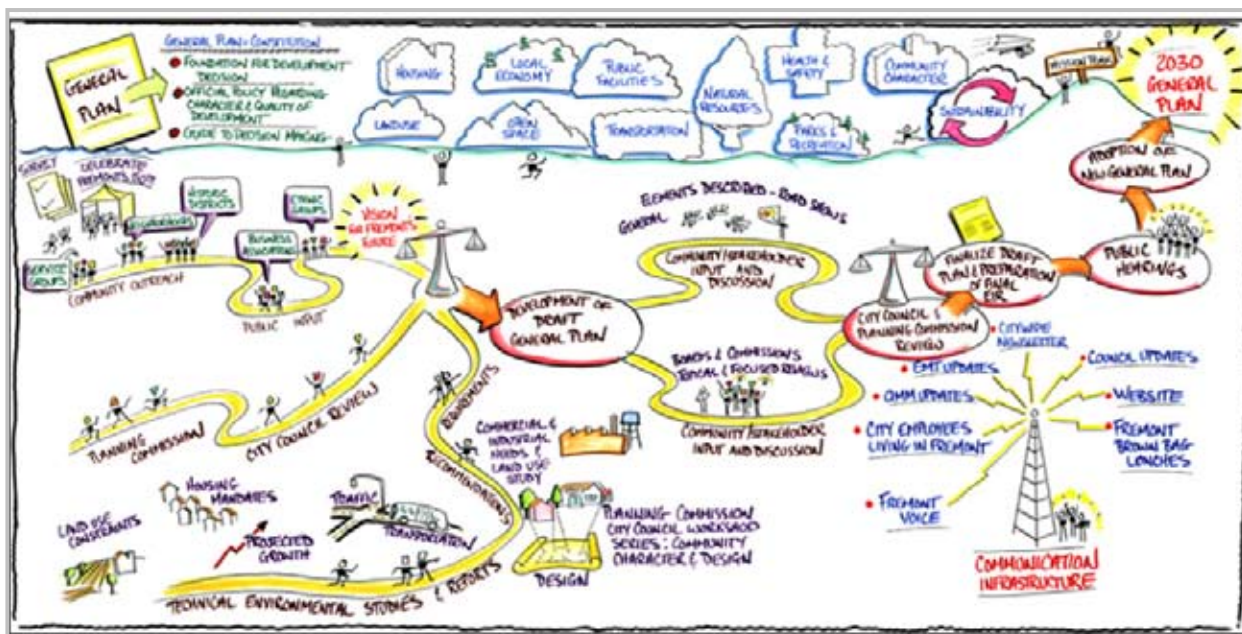 GENERAL PLAN = CONSTITUTION
FOUNDATION FOR DEVELOPMENT
DECISION
OFFICIAL POLICY REGARDING
CHARACTER & QUALITY OF
DEVELOPMENT
GUIDE TO DECISION MAKING
GENERAL
PLAN
HOUSING
LOCAL
ECONOMY
PUBLIC
FACILITIES
NATURAL
RESOURCES
HEALTH &
SAFETY
COMMUNITY
CHARACTER
LAND USE
OPEN
SPACE
TRANSPORTATION
PARKS &
RECREATION
SUSTAINABILITY
MISSION PEAK
2030
GENERAL
PLAN
ADOPTION OF
NEW GENERAL PLAN
PUBLIC
HEARINGS
FINALIZE DRAFT
PLAN & PREPARATION
OF FINAL
EIR
CITY COUNCIL &
PLANNING COMMISSION
REVIEW
SURVEY
CELEBRATE
FREMONT'S 50TH
NEIGHBORHOODS
HISTORIC
DISTRICTS
ETHNIC
GROUPS
SERVICE
GROUPS
BUSINESS
COMMUNITY OUTREACH
PUBLIC INPUT
VISION
FOR FREMONT'S
FUTURE
DEVELOPMENT OF
DRAFT
GENERAL PLAN
ELEMENTS DESCRIBED - ROAD SIGNS
GENERAL
COMMUNITY/STAKEHOLDER
INPUT AND
DISCUSSION
BOARDS & COMMISSIONS
TOPICAL & FOCUSED
COMMUNITY/STAKEHOLDER
INPUT AND DISCUSSION
PLANNING
COMMISSION
CITY COUNCIL REVIEW
RECOMMENDATIONS
LAND USE
CONSTRAINTS
HOUSING
MANDATES
PROJECTED
GROWTH
TRAFFIC
TRANSPORTATION
TECHNICAL ENVIRONMENTAL STUDIES & REPORTS
COMMERCIAL &
INDUSTRIAL
NEEDS &
LAND USE
STUDY
DESIGN
PLANNING COMMISSION
CITY COUNCIL WORKSHOP
SERIES: COMMUNITY
CHARACTER & DESIGN
CITYWIDE
NEWSLETTER
EMT UPDATES
COUNCIL UPDATES
AMM UPDATES
WEBSITE
CITY EMPLOYEES
LIVING IN FREMONT
FREMONT
BROWN BAG
LUNCHES
FREMONT
VOICE
COMMUNICATION
INFRASTRUCTURE